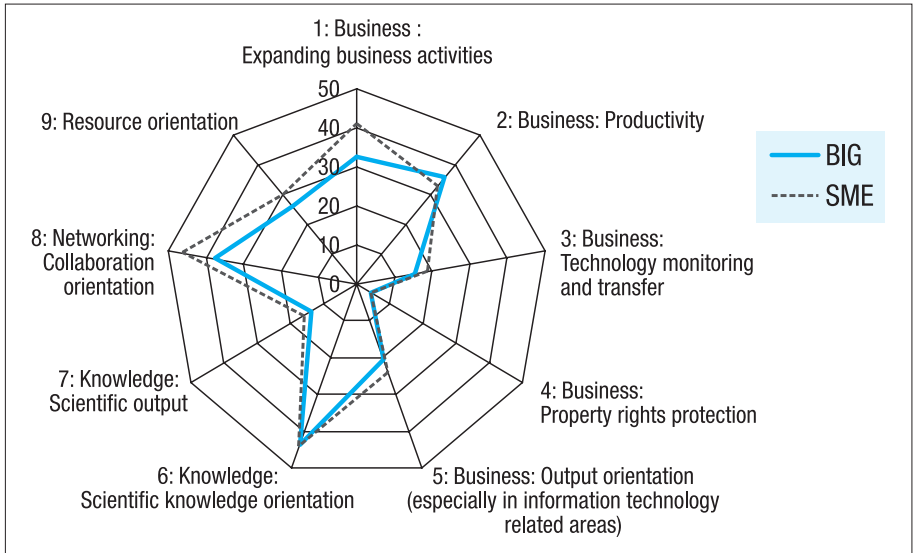 1: Business :
Expanding business activities
50
40
30
20
10
0
2: Business: Productivity
3: Business:
Technology monitoring
and transfer
4: Business:
Property rights protection
5: Business: Output orientation
(especially in information technology
related areas)
6: Knowledge:
Scientific knowledge orientation
7: Knowledge:
Scientific output
8: Networking:
Collaboration
orientation
9: Resource orientation
BIG
SME